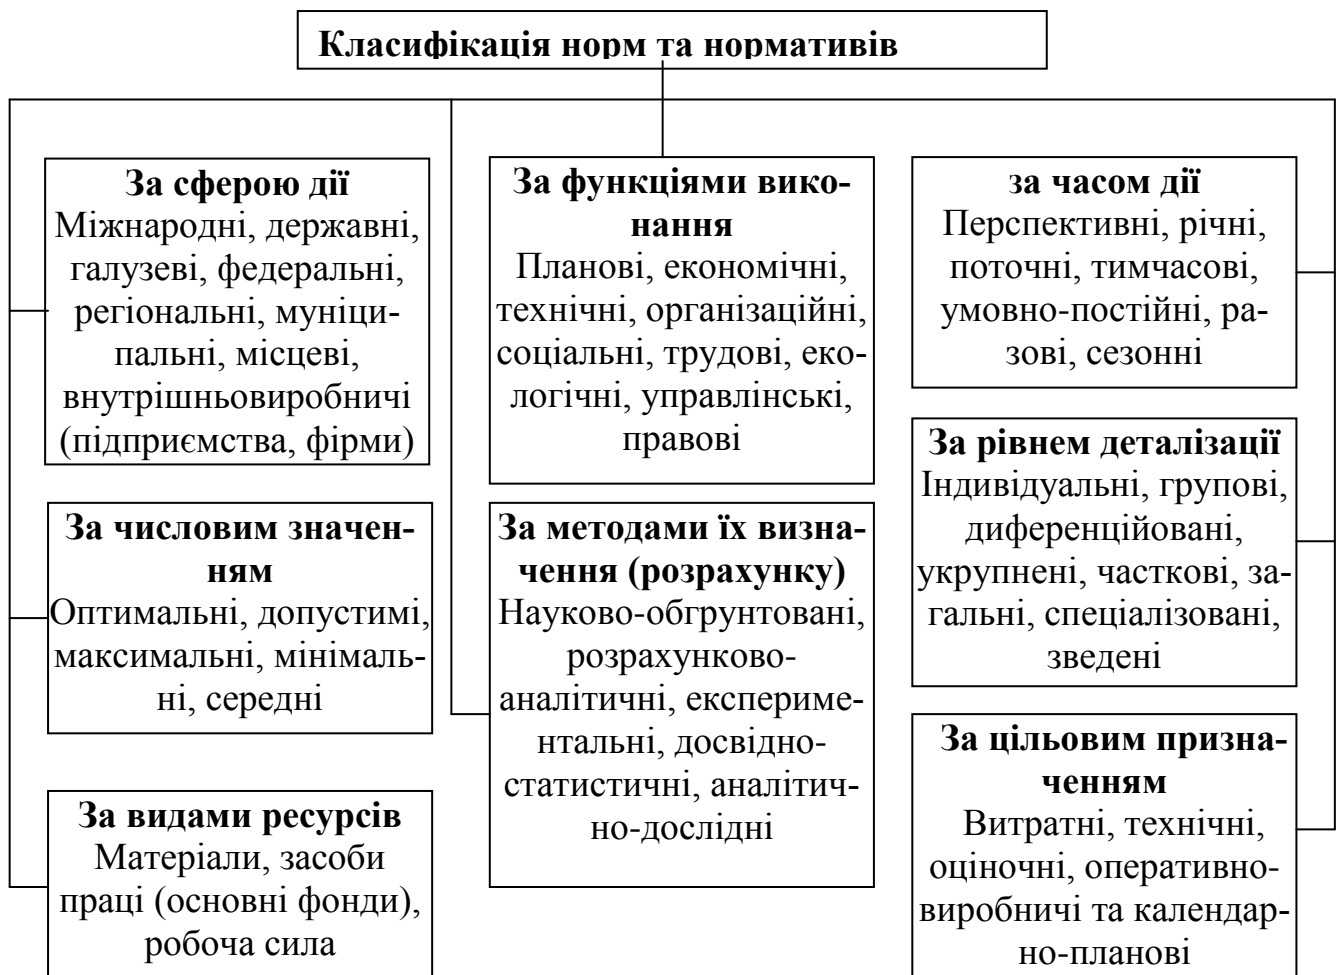 Класифікація норм та нормативів
За сферою дії
Міжнародні, державні,
галузеві, федеральні,
регіональні, муніци-
пальні, місцеві,
внутрішньовиробничі
(підприємства, фірми)
За числовим значен-
ням
Оптимальні, допустимі,
максимальні, мінімаль-
ні, середні
За видами ресурсів
Матеріали, засоби
праці (основні фонди),
робоча сила
За функціями вико-
нання
Планові, економічні,
технічні, організаційні,
соціальні, трудові, еко-
логічні, управлінські,
правові
За методами їх визна-
чення (розрахунку)
Науково-обгрунтовані,
розрахунково-
аналітичні, експериме-
нтальні, досвідно-
статистичні, аналітич-
но-дослідні
за часом дії
Перспективні, річні,
поточні, тимчасові,
умовно-постійні, ра-
зові, сезонні
За рівнем деталізації
Індивідуальні, групові,
диференційовані,
укрупнені, часткові, за-
гальні, спеціалізовані,
зведені
За цільовим призна-
ченням
Витратні, технічні,
оціночні, оперативно-
виробничі та календар-
но-планові